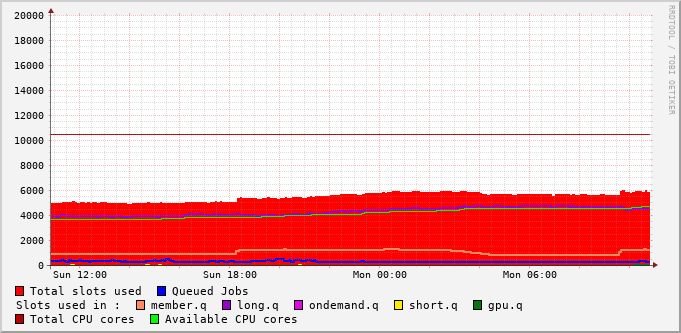 20000
18000
16000
14000
12000
10000
8000
6000
4000
2000
0
Sun 12:00 Sun 18:00 Mon 00:00 Mon 06:00
Total slots used Queued Jobs
Slots used in : member.q long.q ondemand.q short.q gpu.q
Total CPU cores Available CPU cores
RRDTOOL / TOBI OETIKER